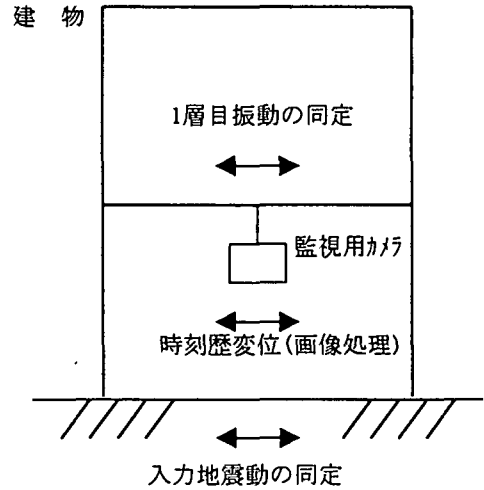 建 物
1層目振動の同定
監視用ｶﾒﾗ
時刻歴変位(画像処理)
入力地震動の同定